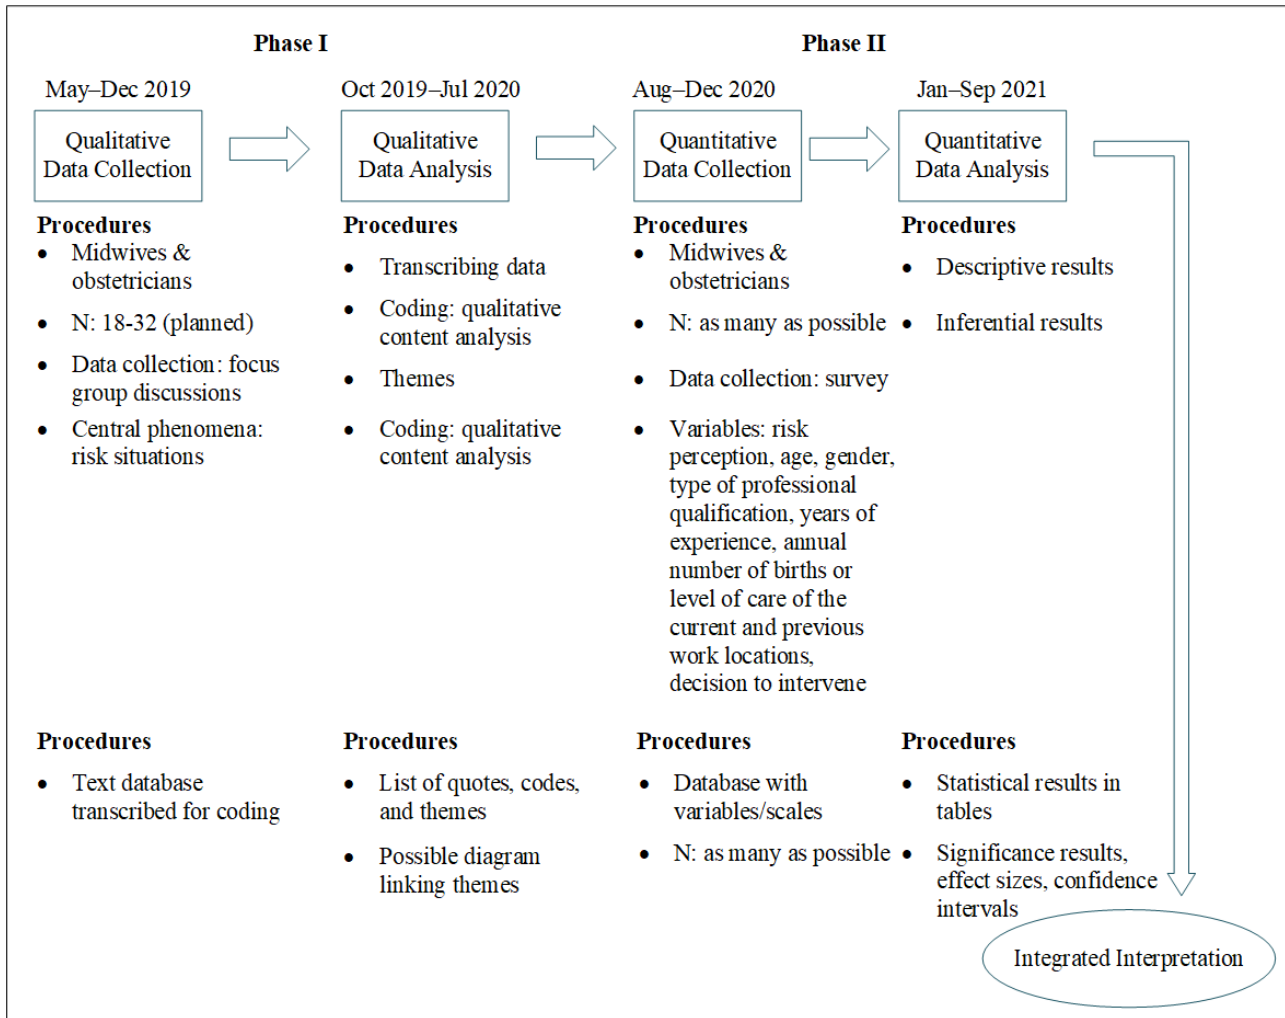 Phase I
Phase II
May–Dec 2019
Oct 2019–Jul 2020
Aug–Dec 2020
Jan–Sep 2021
Qualitative
Data Collection
Qualitative
Data Analysis
Quantitative
Data Collection
Quantitative
Data Analysis
Procedures
• Midwives &
obstetricians
• N: 18-32 (planned)
• Data collection: focus
group discussions
• Central phenomena:
risk situations
Procedures
• Transcribing data
• Coding: qualitative
content analysis
• Themes
• Coding: qualitative
content analysis
Procedures
• Midwives &
obstetricians
• N: as many as possible
• Data collection: survey
• Variables: risk
perception, age, gender,
type of professional
qualification, years of
experience, annual
number of births or
level of care of the
current and previous
work locations,
decision to intervene
Procedures
• Descriptive results
• Inferential results
Procedures
• Text database
transcribed for coding
Procedures
• List of quotes, codes,
and themes
• Possible diagram
linking themes
Procedures
• Database with
variables/scales
• N: as many as possible
Procedures
• Statistical results in
tables
• Significance results,
effect sizes, confidence
intervals
Integrated Interpretation